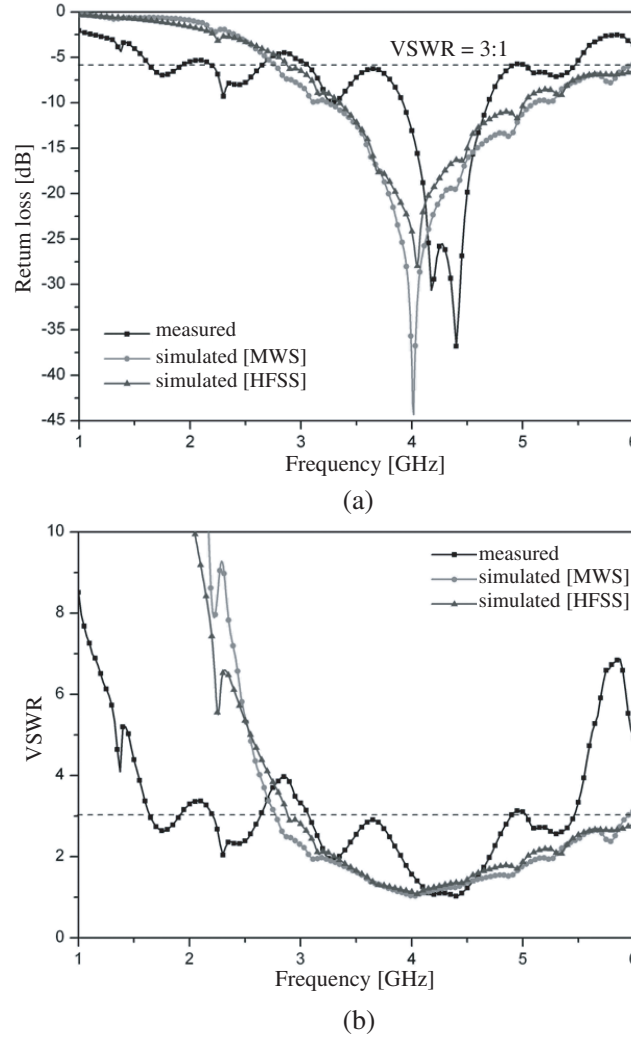 0
-5
-10
-15
-20
-25
-30
-35
-40
-45
Return loss [dB]
VSWR = 3:1
measured
simulated [MWS]
simulated [HFSS]
1 2 3 4 5 6
Frequency [GHz]
(a)
10
8
6
4
2
0
VSWR
measured
simulated [MWS]
simulated [HFSS]
1 2 3 4 5 6
Frequency [GHz]
(b)